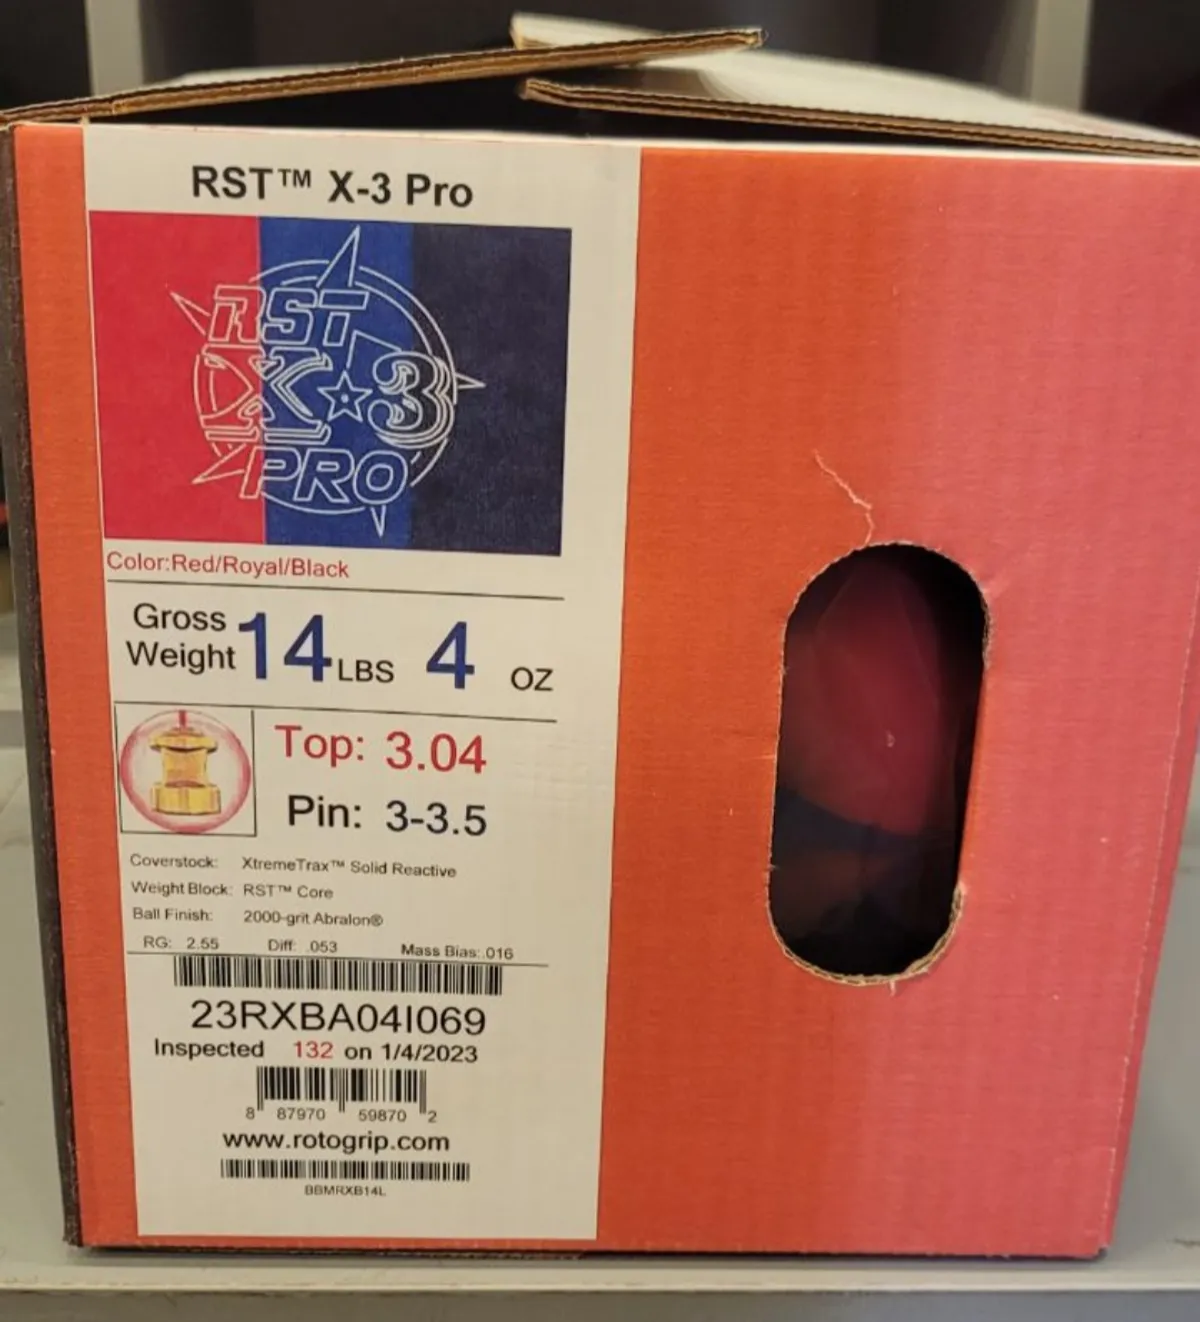 RST™ X-3 Pro
RST
X★3
PRO
Color:Red/Royal/Black
Gross Weight 14 LBS 4 OZ
Top: 3.04
Pin: 3-3.5
Coverstock: XtremeTrax™ Solid Reactive
Weight Block: RST™ Core
Ball Finish: 2000-grit Abralon®
RG: 2.55 Diff: .053 Mass Bias:.016
23RXBA04I069
Inspected 132 on 1/4/2023
8 87970 59870 2
www.rotogrip.com
BBMRXB14L